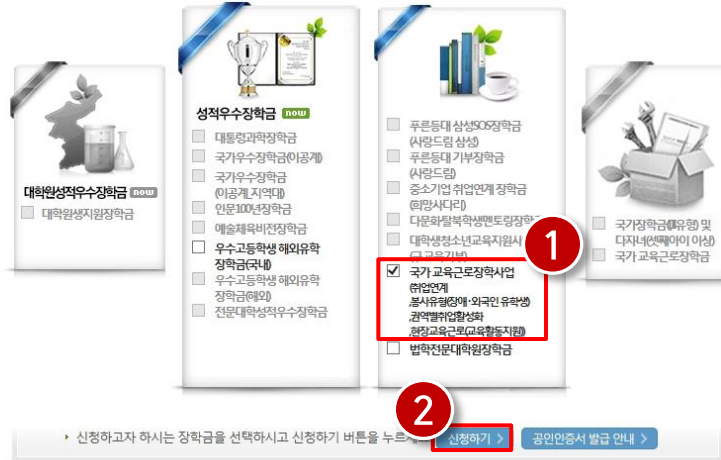 대학원성적우수장학금 now
대학원생지원장학금
성적우수장학금 now
대통령과학장학금
국가우수장학금(이공계)
국가우수장학금
(이공계_지역대)
인문100년장학금
예술체육비전장학금
우수고등학생 해외유학
장학금(국내)
우수고등학생 해외유학
장학금(해외)
전문대학성적우수장학금
푸른등대 삼성SOS장학금
(사랑드림 삼성)
푸른등대 기부장학금
(사랑드림)
중소기업 취업연계 장학금
(희망사다리)
다문화탈북학생멘토링장학
대학생청소년교육지원사
1
국가 교육근로장학사업
(취업연계
,봉사유형(장애·외국인 유학생)
,권역별취업활성화
,현장교육근로(교육활동지원))
법학전문대학원장학금
국가장학금(Ⅱ유형) 및
다자녀(셋째아이 이상)
국가 교육근로장학금
2
신청하고자 하시는 장학금을 선택하시고 신청하기 버튼을 누르세
신청하기 >
공인인증서 발급 안내 >